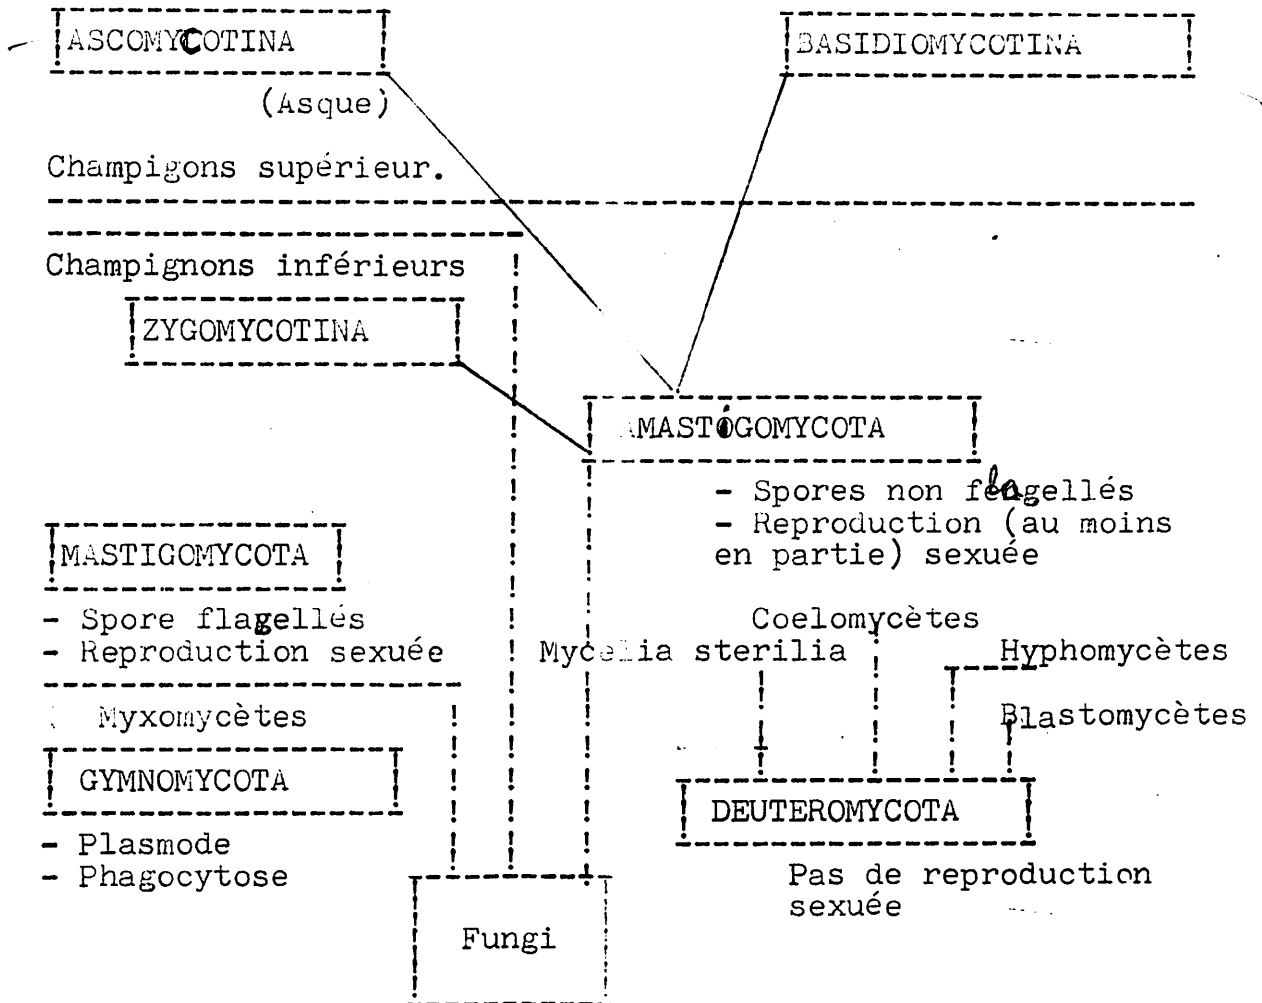 ASCOMYCOTINA
BASIDIOMYCOTINA
(Asque)
Champigons supérieur.
Champignons inférieurs
ZYGOMYCOTINA
AMASTIGOMYCOTA
- Spores non flagellés
- Reproduction (au moins
en partie) sexuée
MASTIGOMYCOTA
- Spore flagellés
- Reproduction sexuée
Coelomycètes
Mycelia sterilia
Hyphomycètes
Myxomycètes
Blastomycètes
GYMNOMYCOTA
DEUTEROMYCOTA
- Plasmode
- Phagocytose
Pas de reproduction
sexuée
Fungi